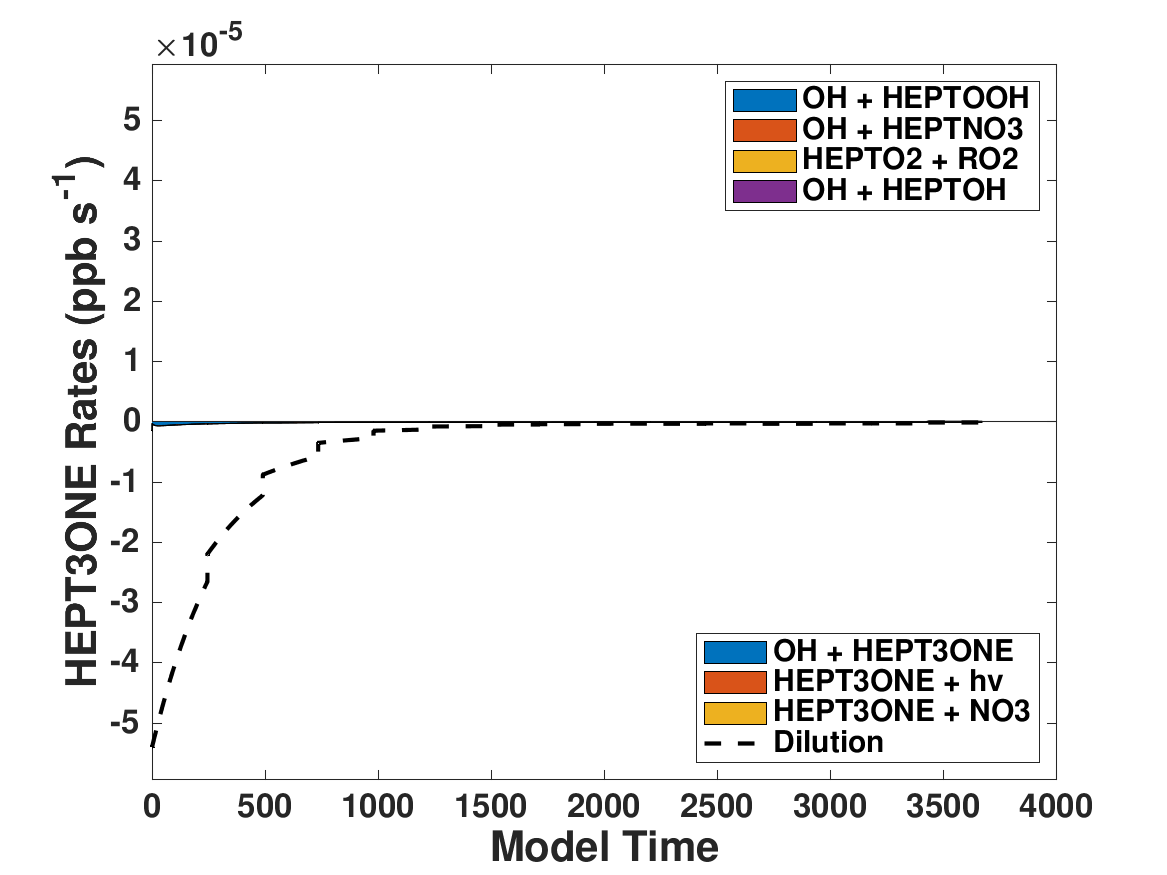 ×10-5
5
4
3
2
1
0
-1
-2
-3
-4
-5
HEPT3ONE Rates (ppb s-1)
OH + HEPTOOH
OH + HEPTNO3
HEPTO2 + RO2
OH + HEPTOH
OH + HEPT3ONE
HEPT3ONE + hv
HEPT3ONE + NO3
Dilution
0 500 1000 1500 2000 2500 3000 3500 4000
Model Time